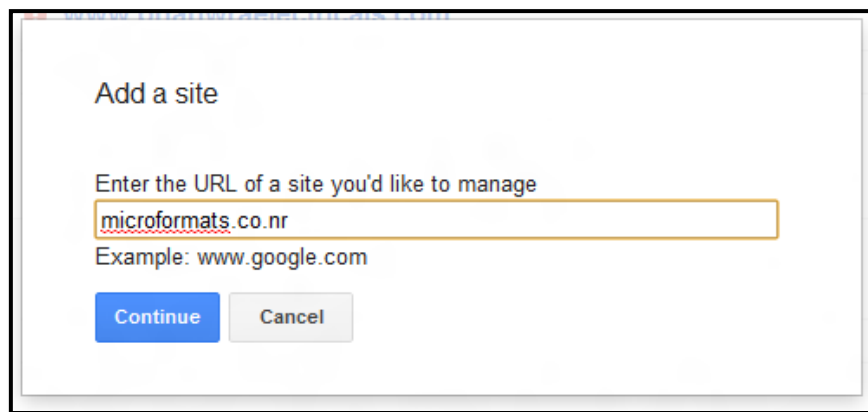 Add a site
Enter the URL of a site you'd like to manage
microformats.co.nr
Example: www.google.com
Continue
Cancel